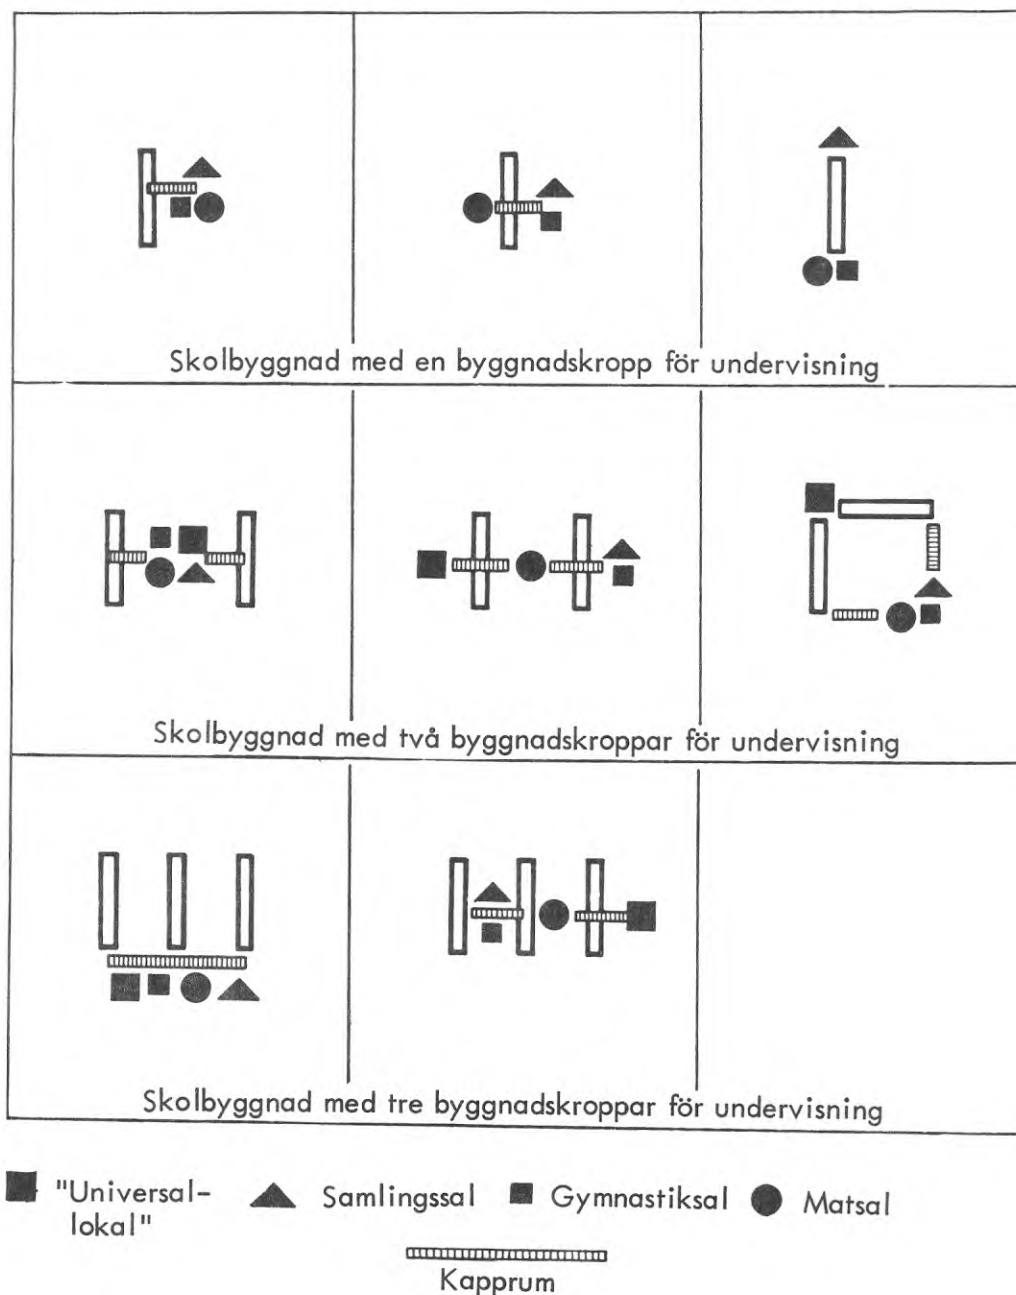 Skolbyggnad med en byggnadskropp för undervisning
Skolbyggnad med två byggnadskroppar för undervisning
Skolbyggnad med tre byggnadskroppar för undervisning
"Universal-
lokal"
Samlingssal
Gymnastiksal
Matsal
Kapprum